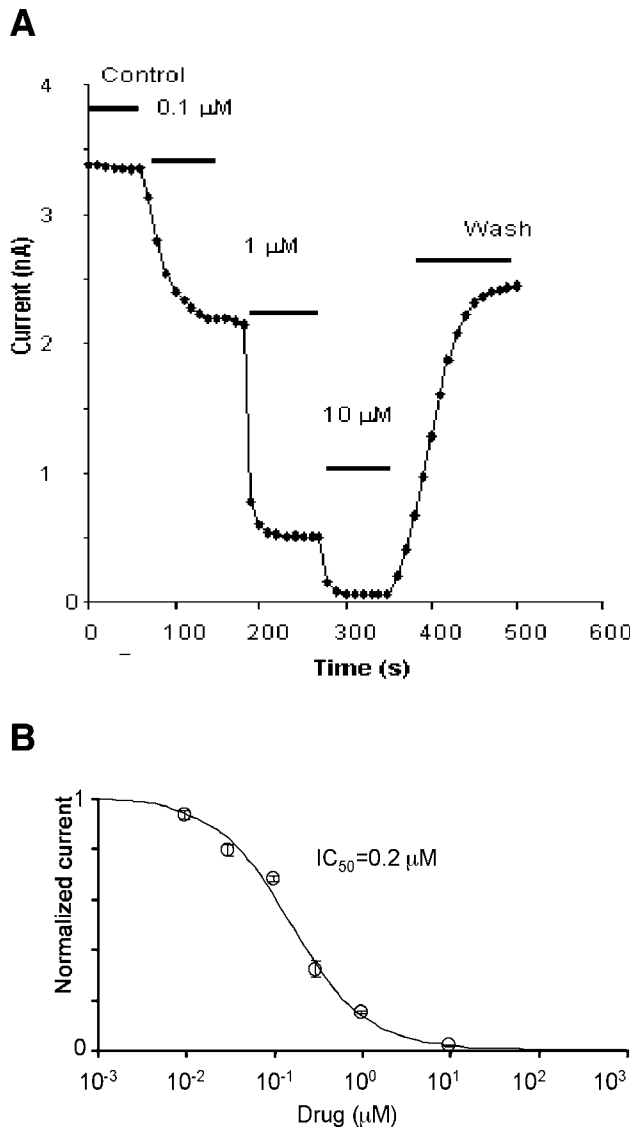 A
Control
0.1 μM
1 μM
Wash
10 μM
Current (nA)
4
3
2
1
0
0 100 200 300 400 500 600
Time (s)
B
IC50=0.2 μM
Normalized current
1
0
10-3 10-2 10-1 100 101 102 103
Drug (μM)